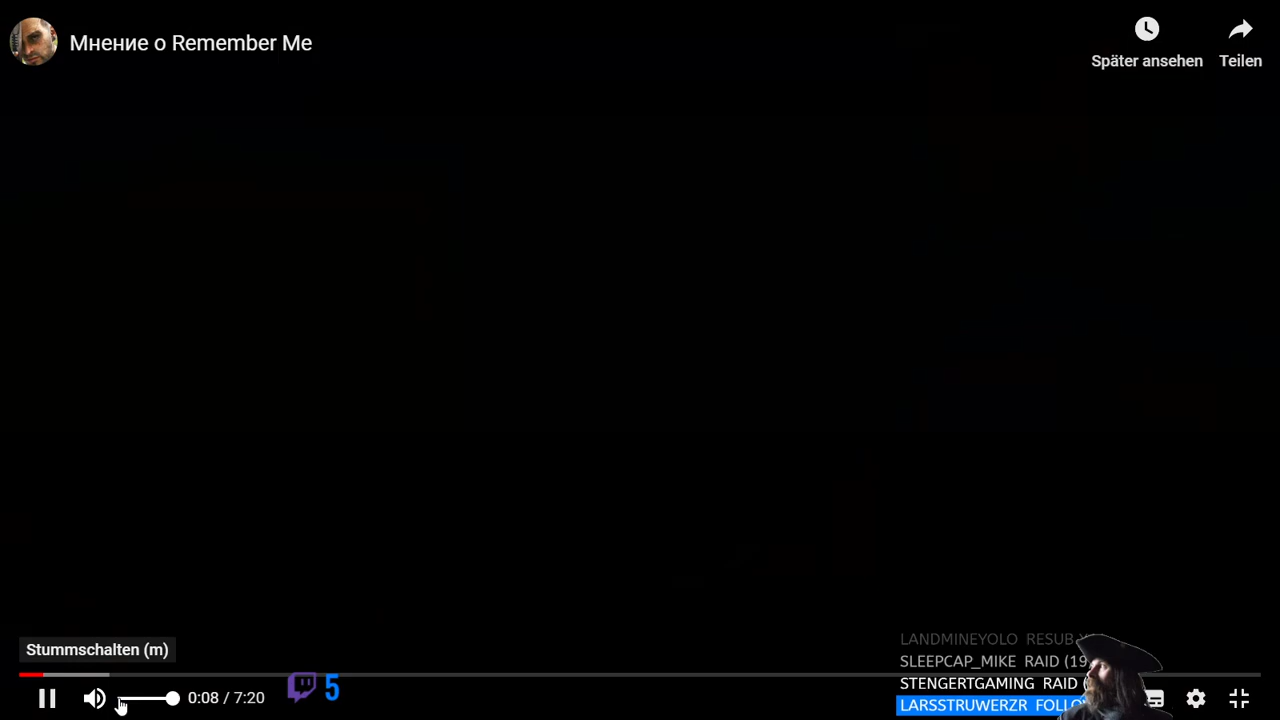 Мнение о Remember Me
Später ansehen
Teilen
Stummschalten (m)
0:08 / 7:20
5
LANDMINEYOLO RESUB
SLEEPCAP_MIKE RAID (19
STENGERTGAMING RAID (
LARSSTRUWERZR FOLLO